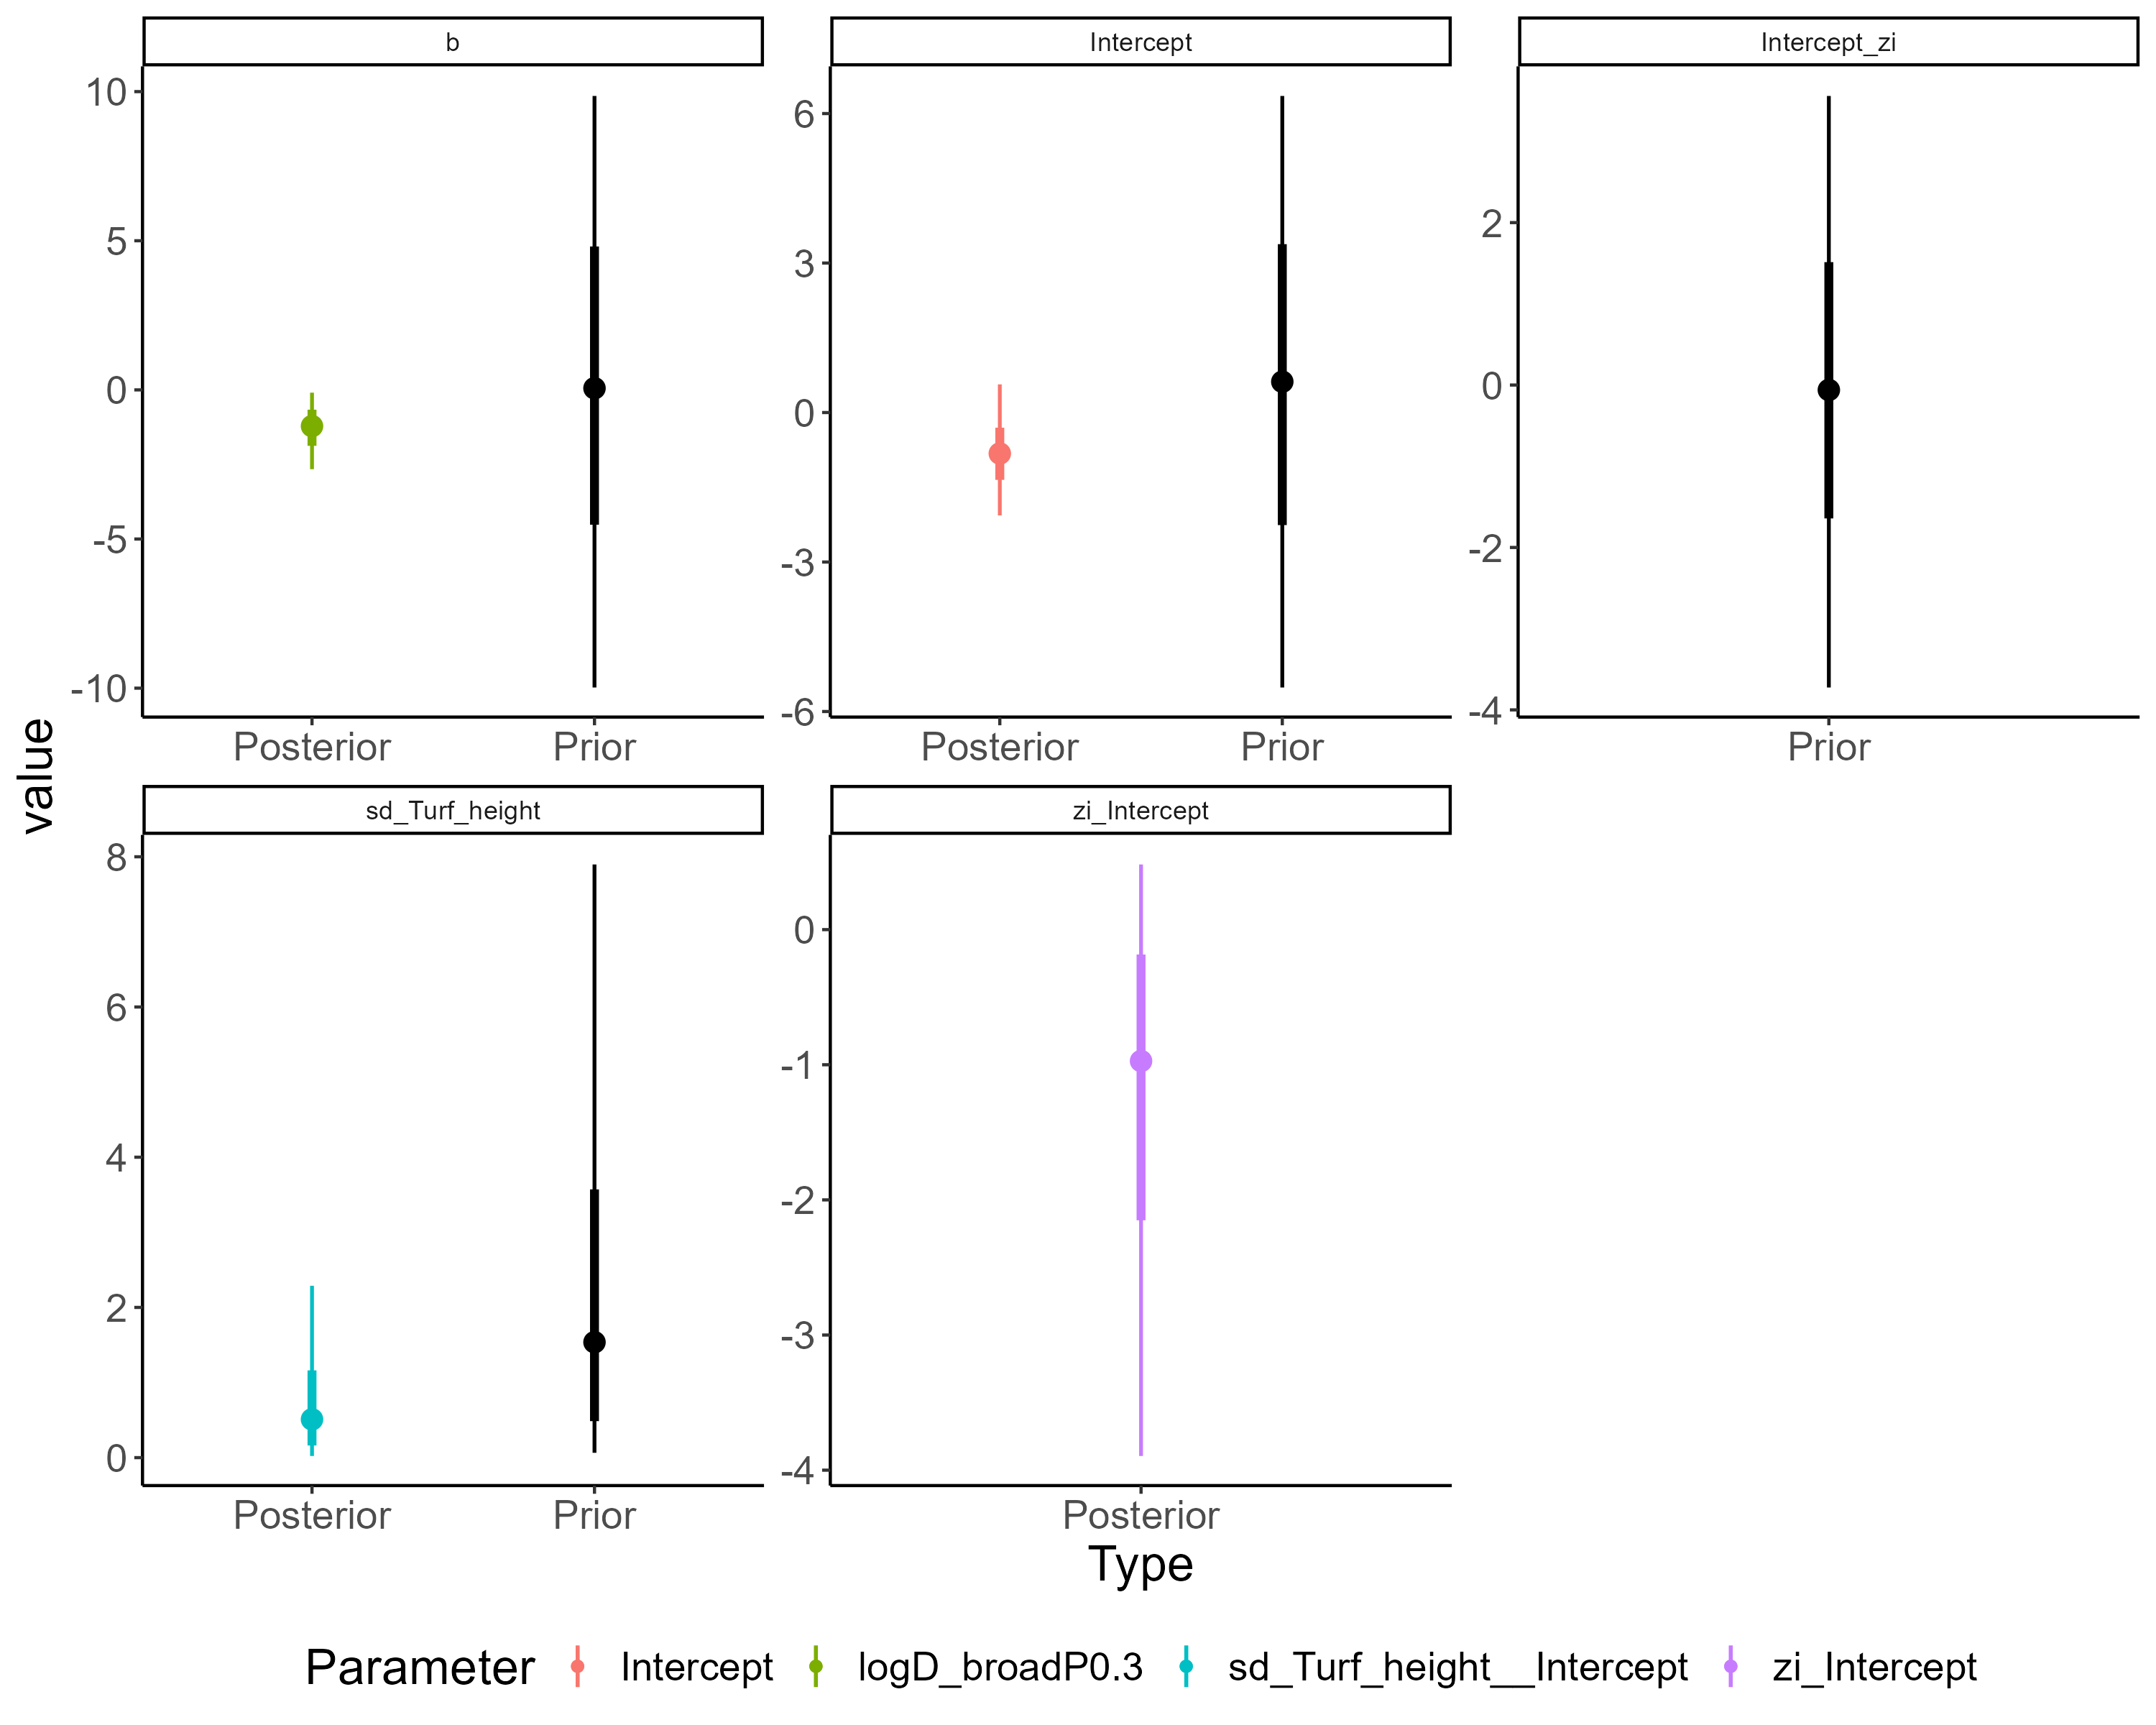 b
Intercept
Intercept_zi
10
5
0
-5
-10
6
3
0
-3
-6
2
0
-2
-4
Posterior
Prior
Posterior
Prior
Prior
value
sd_Turf_height
zi_Intercept
8
6
4
2
0
0
-1
-2
-3
-4
Posterior
Prior
Posterior
Type
Parameter Intercept logD_broadP0.3 sd_Turf_height__Intercept zi_Intercept